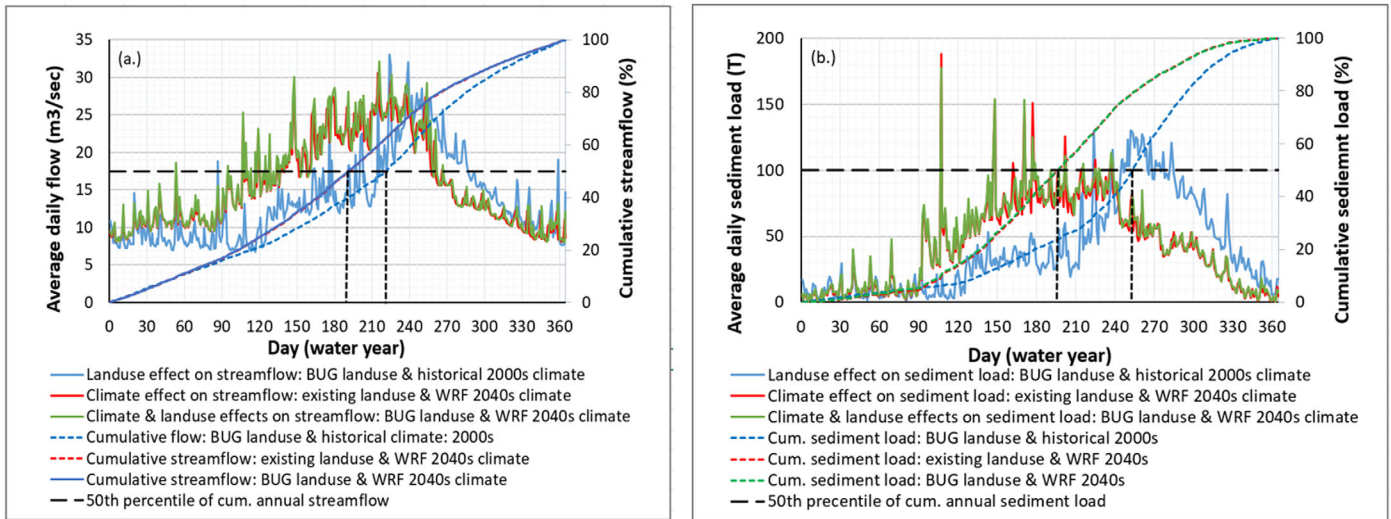 (a.)
Average daily flow (m3/sec)
35
30
25
20
15
10
5
0
100
80
60
40
20
0
Cumulative streamflow (%)
0 30 60 90 120 150 180 210 240 270 300 330 360
Day (water year)
Landuse effect on streamflow: BUG landuse & historical 2000s climate
Climate effect on streamflow: existing landuse & WRF 2040s climate
Climate & landuse effects on streamflow: BUG landuse & WRF 2040s climate
Cumulative flow: BUG landuse & historical climate: 2000s
Cumulative streamflow: existing landuse & WRF 2040s climate
Cumulative streamflow: BUG landuse & WRF 2040s climate
50th percentile of cum. annual streamflow
(b.)
Average daily sediment load (T)
200
150
100
50
0
100
80
60
40
20
0
Cumulative sediemnt load (%)
0 30 60 90 120 150 180 210 240 270 300 330 360
Day (water year)
Landuse effect on sediment load: BUG landuse & historical 2000s climate
Climate effect on sediment load: existing landuse & WRF 2040s climate
Climate & landuse effects on sediment load: BUG landuse & WRF 2040s climate
Cum. sediment load: BUG landuse & historical 2000s
Cum. sediment load: existing landuse & WRF 2040s
Cum. sediment load: BUG landuse & WRF 2040s
50th precentile of cum. annual sediment load